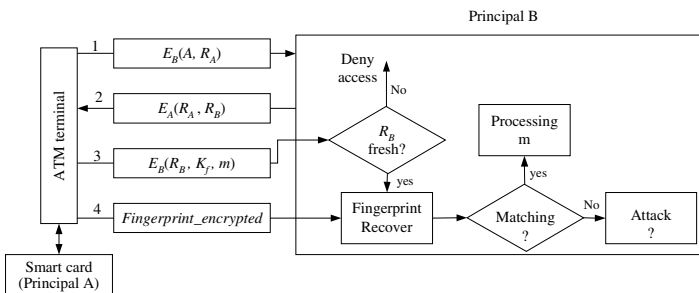 Principal B
1
E_B(A, R_A)
Deny
access
No
2
E_A(R_A, R_B)
ATM terminal
R_B
fresh?
Processing
m
3
E_B(R_B, K_f, m)
yes
yes
4
Fingerprint_encrypted
Fingerprint
Recover
Matching
?
No
Attack
?
Smart card
(Principal A)